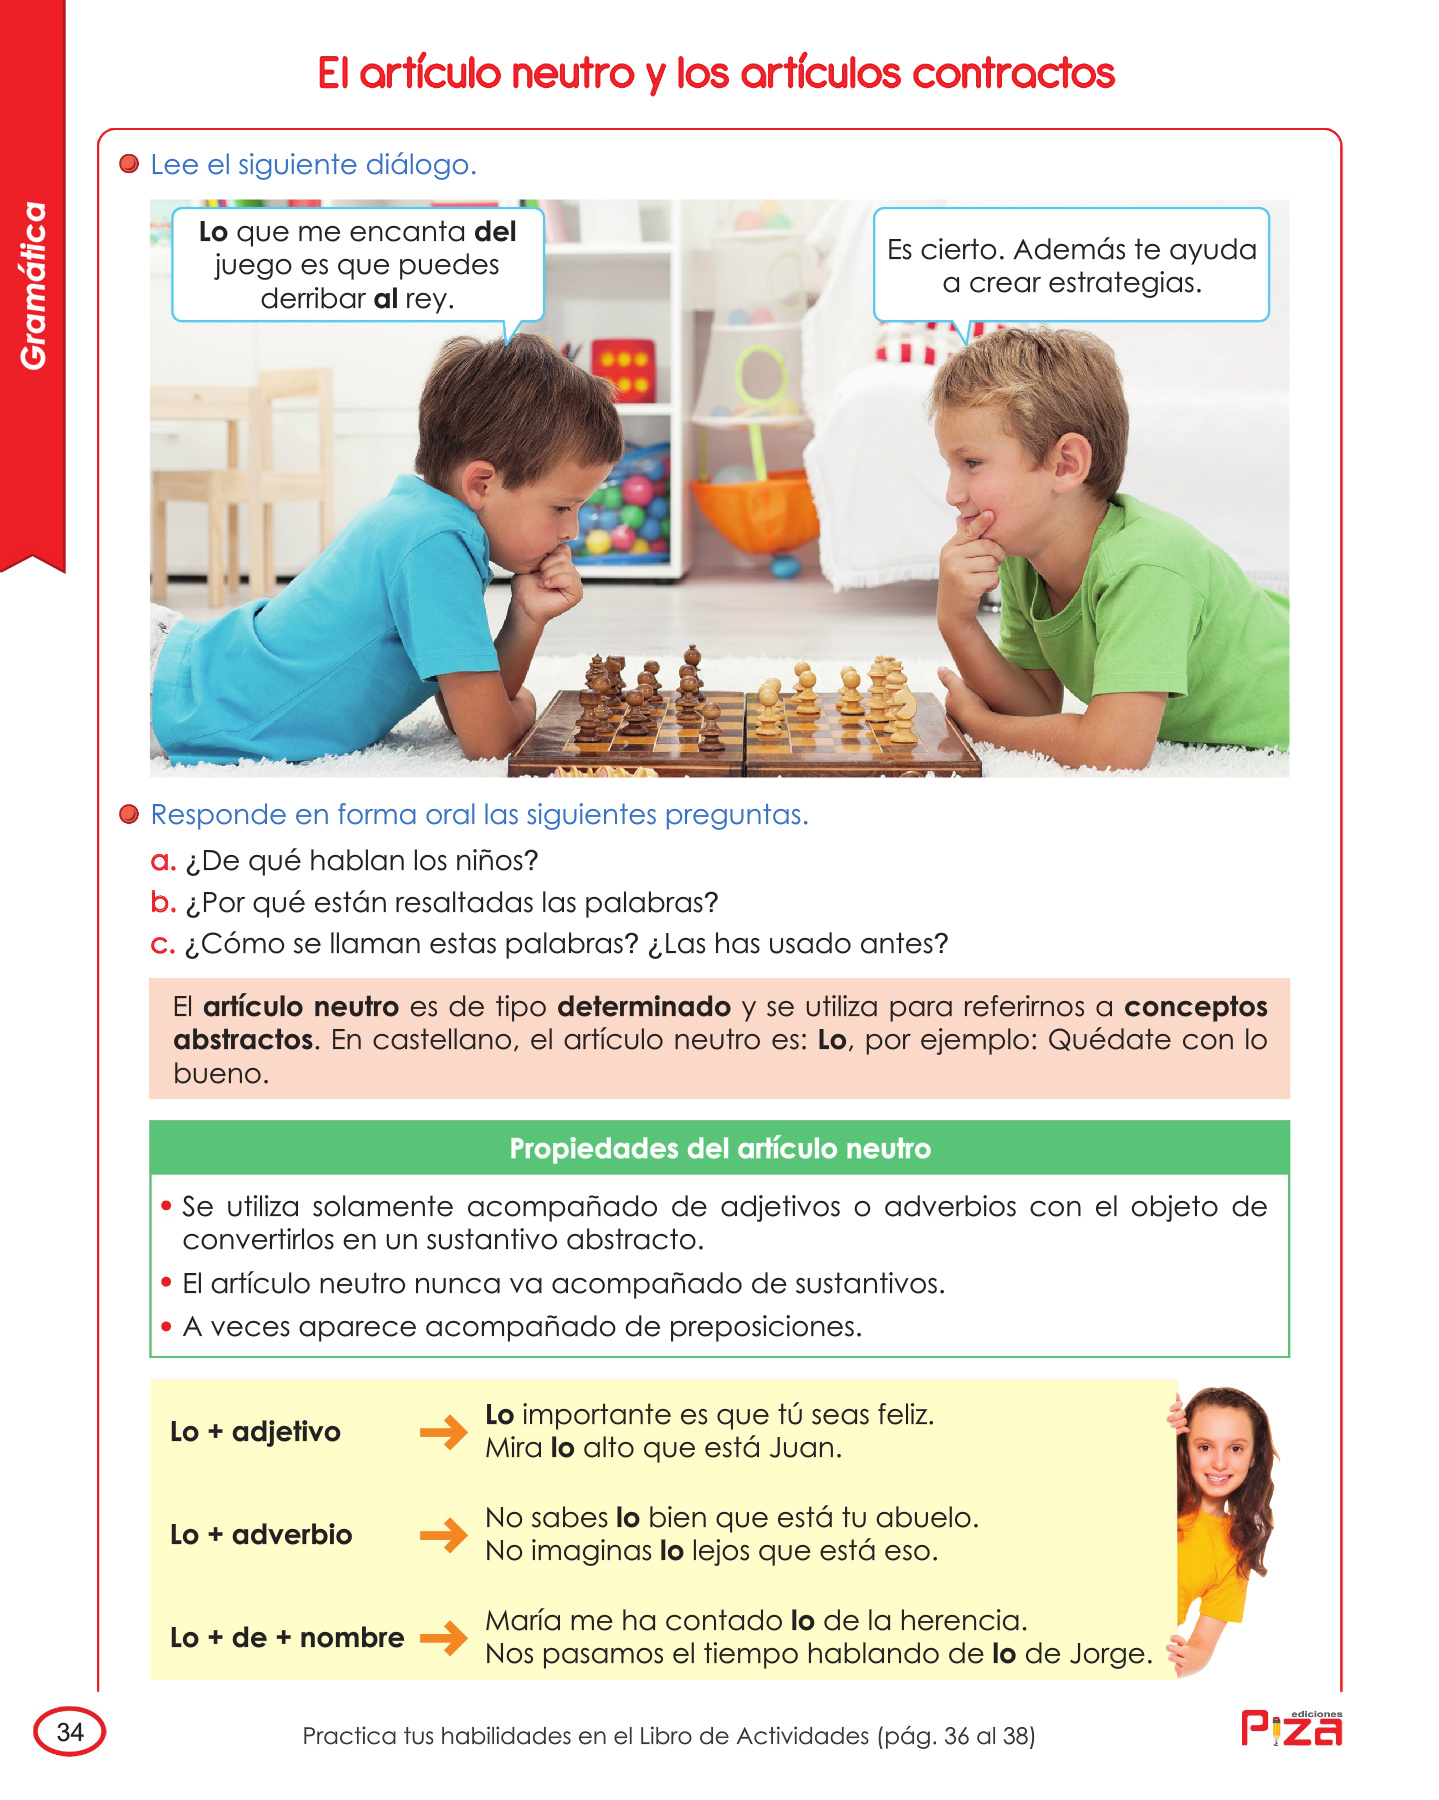 El artículo neutro y los artículos contractos
Gramática
Lee el siguiente diálogo.
Lo que me encanta del
juego es que puedes
derribar al rey.
Es cierto. Además te ayuda
a crear estrategias.
Responde en forma oral las siguientes preguntas.
a. ¿De qué hablan los niños?
b. ¿Por qué están resaltadas las palabras?
c. ¿Cómo se llaman estas palabras? ¿Las has usado antes?
El artículo neutro es de tipo determinado y se utiliza para referirnos a conceptos
abstractos. En castellano, el artículo neutro es: Lo, por ejemplo: Quédate con lo
bueno.
Propiedades del artículo neutro
• Se utiliza solamente acompañado de adjetivos o adverbios con el objeto de
convertirlos en un sustantivo abstracto.
• El artículo neutro nunca va acompañado de sustantivos.
• A veces aparece acompañado de preposiciones.
Lo + adjetivo
Lo importante es que tú seas feliz.
Mira lo alto que está Juan.
Lo + adverbio
No sabes lo bien que está tu abuelo.
No imaginas lo lejos que está eso.
Lo + de + nombre
María me ha contado lo de la herencia.
Nos pasamos el tiempo hablando de lo de Jorge.
34
Practica tus habilidades en el Libro de Actividades (pág. 36 al 38)
ediciones
Piza